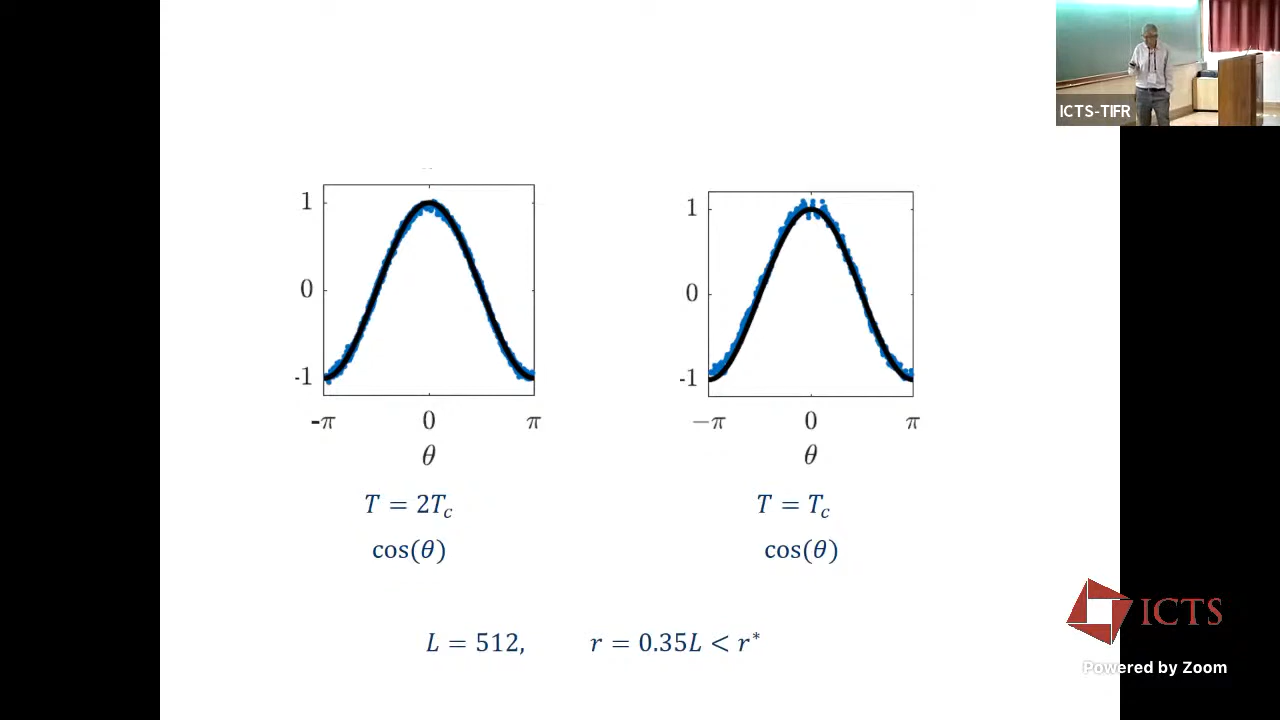 ICTS-TIFR
1
0
-1
-π 0 π
θ
T = 2T_c
cos(θ)
1
0
-1
−π 0 π
θ
T = T_c
cos(θ)
L = 512, r = 0.35L < r*
ICTS
Powered by Zoom